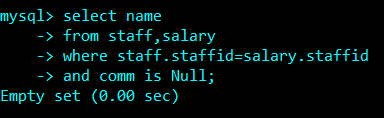 mysql> select name
-> from staff,salary
-> where staff.staffid=salary.staffid
-> and comm is Null;
Empty set (0.00 sec)